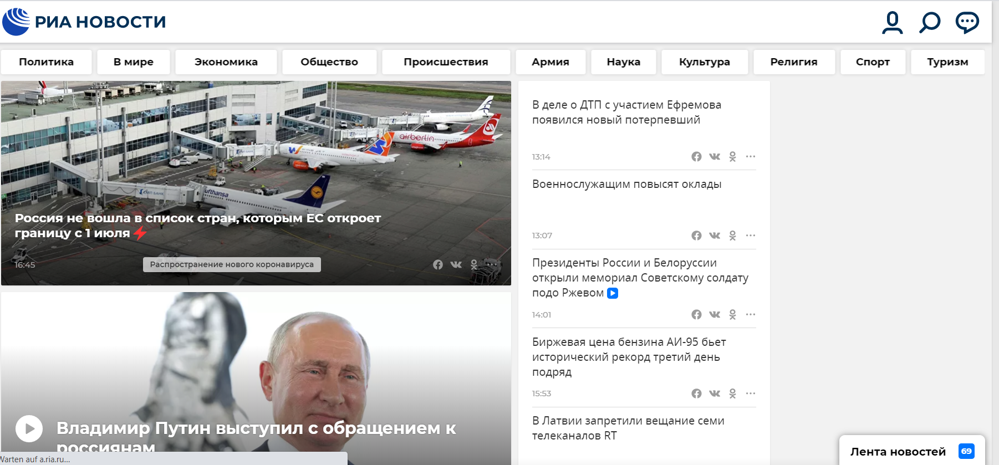 РИА НОВОСТИ
Политика
В мире
Экономика
Общество
Происшествия
Армия
Наука
Культура
Религия
Спорт
Туризм
airberlin
Lufthansa
СМП БАНК
Россия не вошла в список стран, которым ЕС откроет
границу с 1 июля
16:45
Распространение нового коронавируса
Владимир Путин выступил с обращением к
россиянам
В деле о ДТП с участием Ефремова
появился новый потерпевший
13:14
Военнослужащим повысят оклады
13:07
Президенты России и Белоруссии
открыли мемориал Советскому солдату
подо Ржевом
14:01
Биржевая цена бензина АИ-95 бьет
исторический рекорд третий день
подряд
15:53
В Латвии запретили вещание семи
телеканалов RT
Лента новостей 69
Warten auf a.ria.ru...